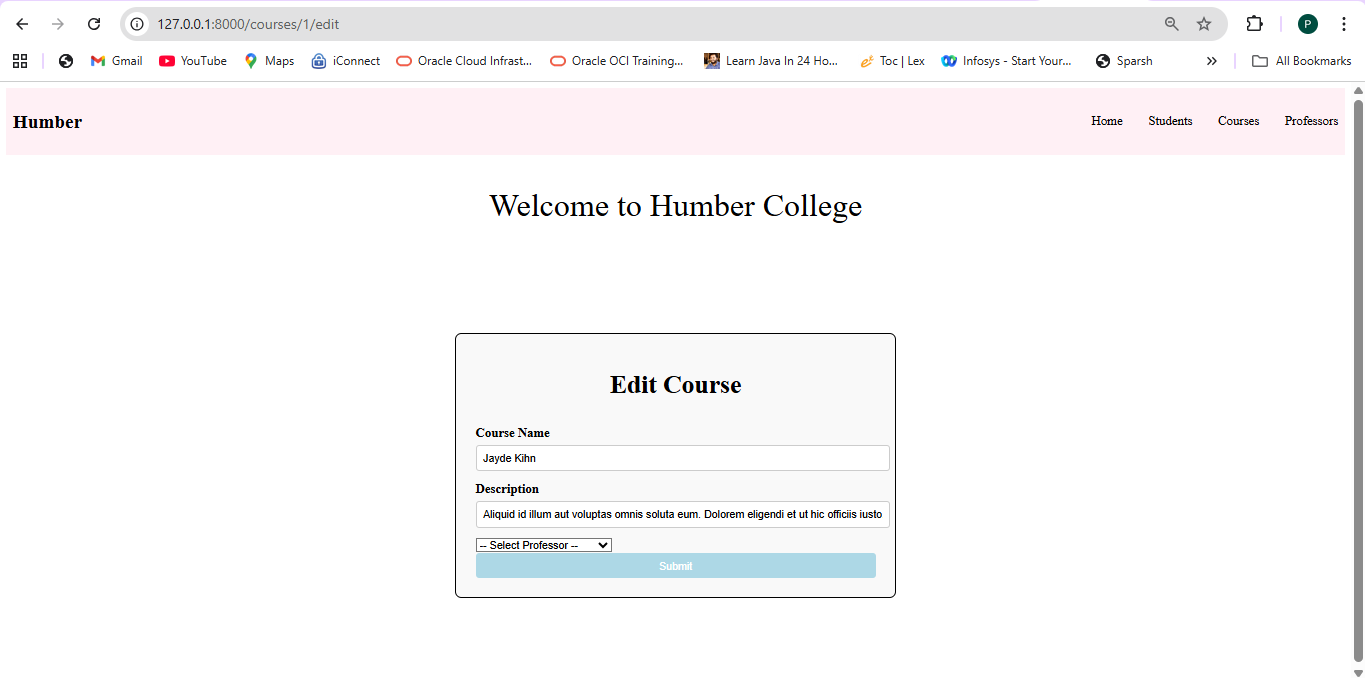 127.0.0.1:8000/courses/1/edit
P
Gmail YouTube Maps iConnect Oracle Cloud Infrast... Oracle OCI Training... Learn Java In 24 Ho... Toc | Lex Infosys - Start Your... Sparsh » All Bookmarks
Humber Home Students Courses Professors
Welcome to Humber College
Edit Course
Course Name
Jayde Kihn
Description
Aliquid id illum aut voluptas omnis soluta eum. Dolorem eligendi et ut hic officiis iusto
-- Select Professor --
Submit